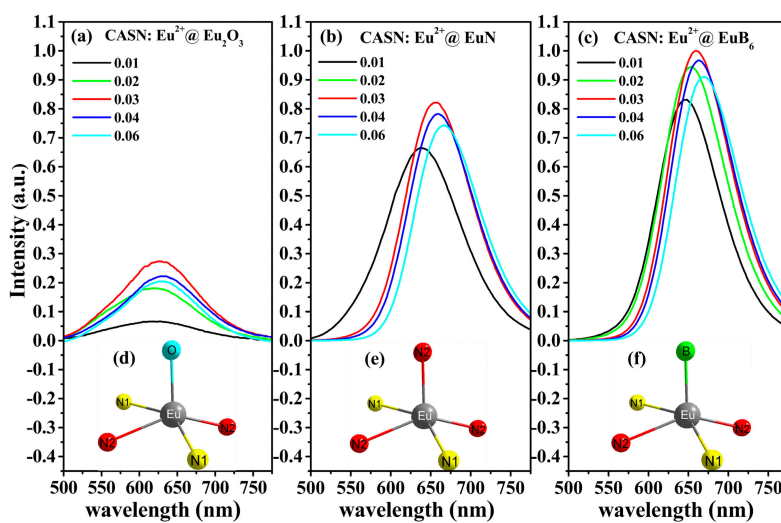 Intensity (a.u.)
1.1
1.0
0.9
0.8
0.7
0.6
0.5
0.4
0.3
0.2
0.1
0.0
-0.1
-0.2
-0.3
-0.4
(a) CASN: Eu²⁺@ Eu₂O₃
0.01
0.02
0.03
0.04
0.06
(d)
O
N1
Eu
N2
N2
N1
500 550 600 650 700 750
wavelength (nm)
1.1
1.0
0.9
0.8
0.7
0.6
0.5
0.4
0.3
0.2
0.1
0.0
-0.1
-0.2
-0.3
-0.4
(b) CASN: Eu²⁺@ EuN
0.01
0.02
0.03
0.04
0.06
(e)
N2
N1
Eu
N2
N2
N1
500 550 600 650 700 750
wavelength (nm)
1.1
1.0
0.9
0.8
0.7
0.6
0.5
0.4
0.3
0.2
0.1
0.0
-0.1
-0.2
-0.3
-0.4
(c) CASN: Eu²⁺@ EuB₆
0.01
0.02
0.03
0.04
0.06
(f)
B
N1
Eu
N2
N2
N1
500 550 600 650 700 750
wavelength (nm)